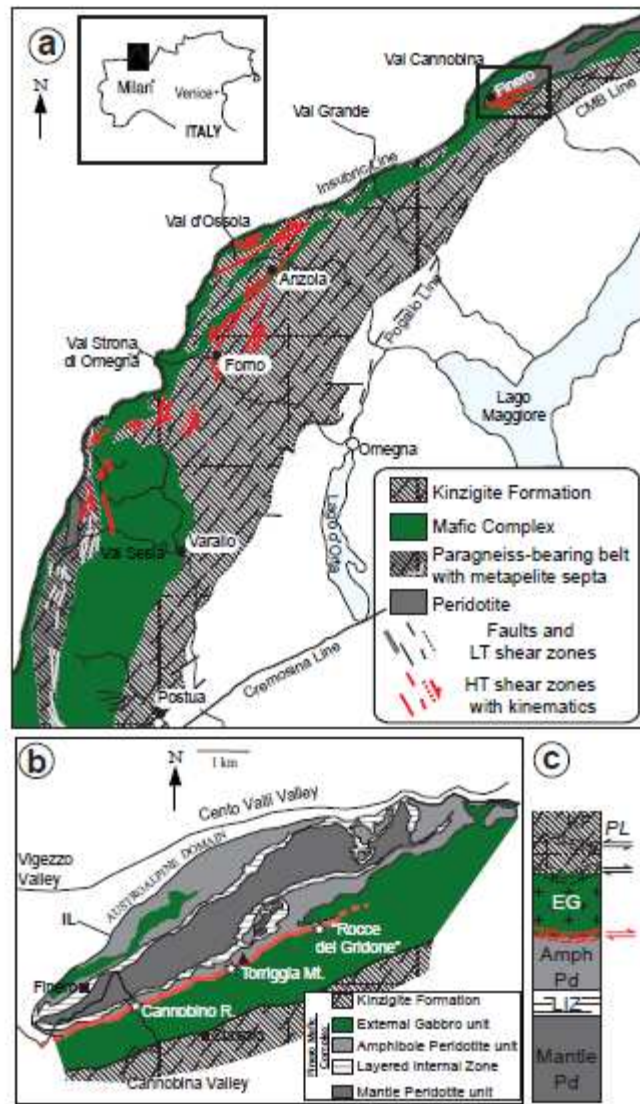 a
N
Milan
Venice
ITALY
Val Cannobina
Finero
CMB Line
Val Grande
Insubric Line
Val d'Ossola
Anzola
Pogallo Line
Val Strona
di Omegna
Forno
Lago
Maggiore
Omegna
Lago d'Orta
Varallo
Val Sesia
Postua
Cremosina Line
Kinzigite Formation
Mafic Complex
Paragneiss-bearing belt
with metapelite septa
Peridotite
Faults and
LT shear zones
HT shear zones
with kinematics
b
N
1 km
Cento Valli Valley
Vigezzo
Valley
AUSTROALPINE DOMAIN
IL
Finero
"Rocce
del Gridone"
Torriggia Mt.
Cannobino R.
Cannobina Valley
Kinzigite Formation
External Gabbro unit
Amphibole Peridotite unit
Layered Internal Zone
Mantle Peridotite unit
c
PL
EG
Amph
Pd
LIZ
Mantle
Pd